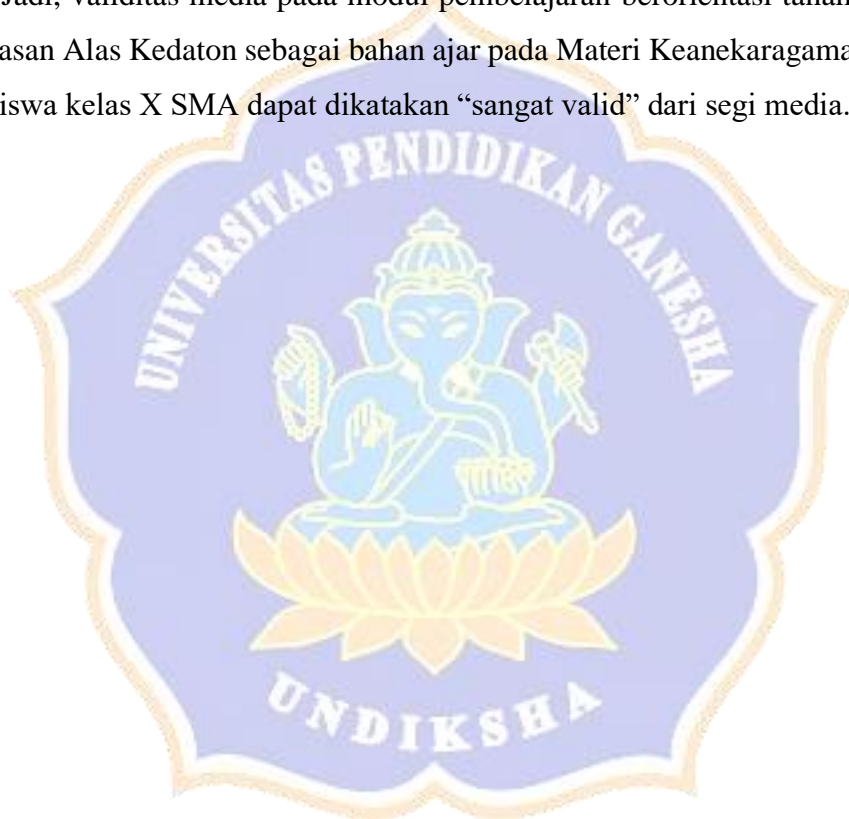 Jadi, validitas media pada modul pembelajaran berorientasi
asan Alas Kedaton sebagai bahan ajar pada Materi Keanekaragama
iswa kelas X SMA dapat dikatakan “sangat valid” dari segi media.
UNIVERSITAS PENDIDIKAN GANESHA
UNDIKSHA